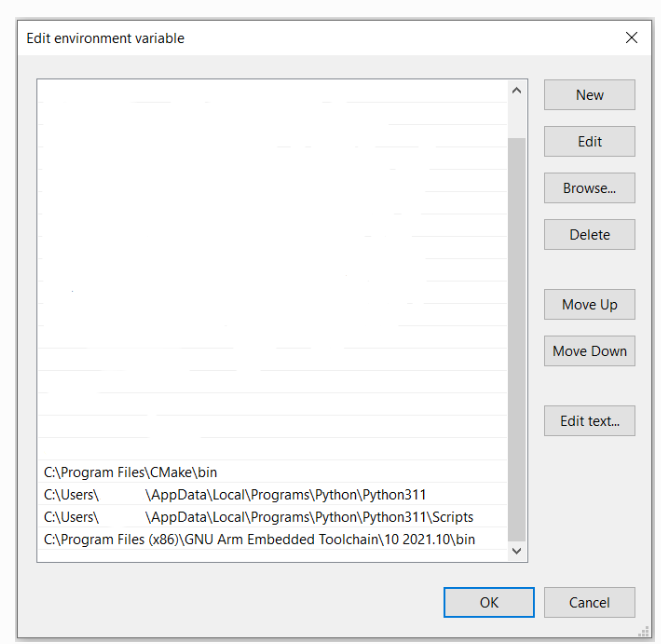 Edit environment variable
New
Edit
Browse...
Delete
Move Up
Move Down
Edit text...
C:\Program Files\CMake\bin
C:\Users\ \AppData\Local\Programs\Python\Python311
C:\Users\ \AppData\Local\Programs\Python\Python311\Scripts
C:\Program Files (x86)\GNU Arm Embedded Toolchain\10 2021.10\bin
OK
Cancel